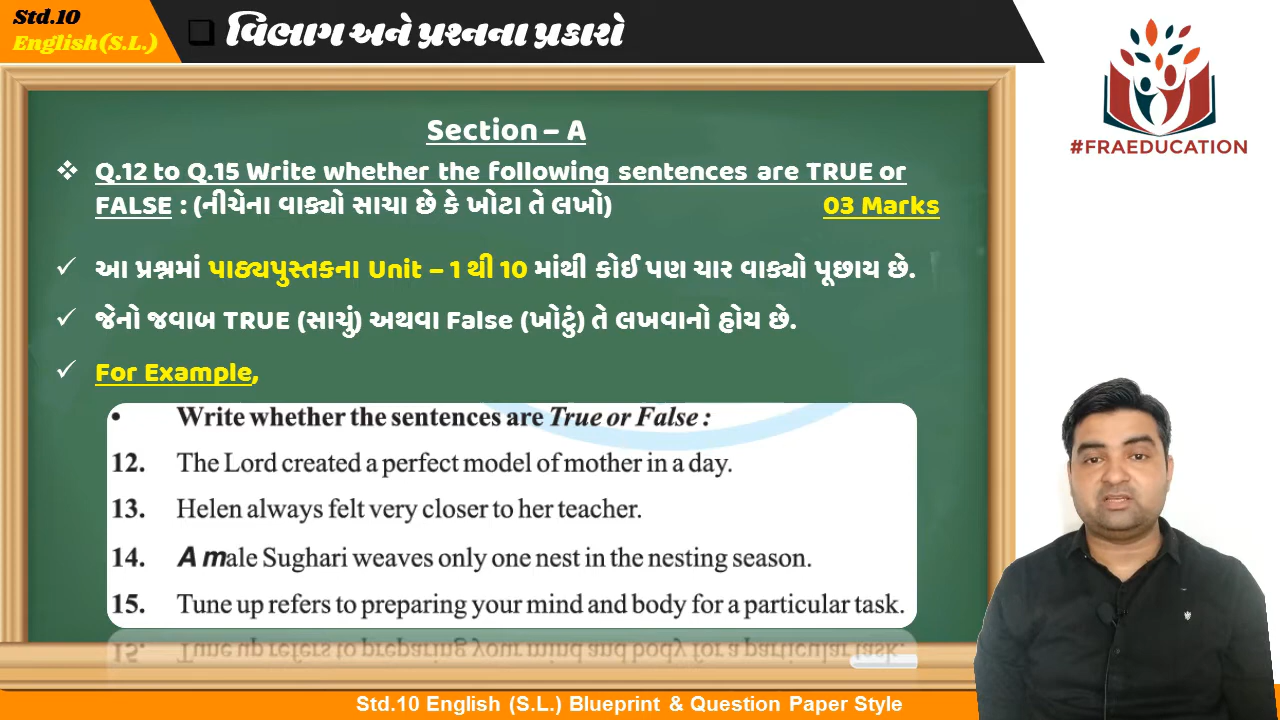 Std.10
English(S.L.)
❑ વિભાગ અને પ્રશ્નના પ્રકારો
#FRAEDUCATION
Section – A
❖ Q.12 to Q.15 Write whether the following sentences are TRUE or
FALSE : (નીચેના વાક્યો સાચા છે કે ખોટા તે લખો) 03 Marks
✓ આ પ્રશ્નમાં પાઠ્યપુસ્તકના Unit – 1 થી 10 માંથી કોઈ પણ ચાર વાક્યો પૂછાય છે.
✓ જેનો જવાબ TRUE (સાચું) અથવા False (ખોટું) તે લખવાનો હોય છે.
✓ For Example,
• Write whether the sentences are True or False :
12. The Lord created a perfect model of mother in a day.
13. Helen always felt very closer to her teacher.
14. A male Sughari weaves only one nest in the nesting season.
15. Tune up refers to preparing your mind and body for a particular task.
Std.10 English (S.L.) Blueprint & Question Paper Style